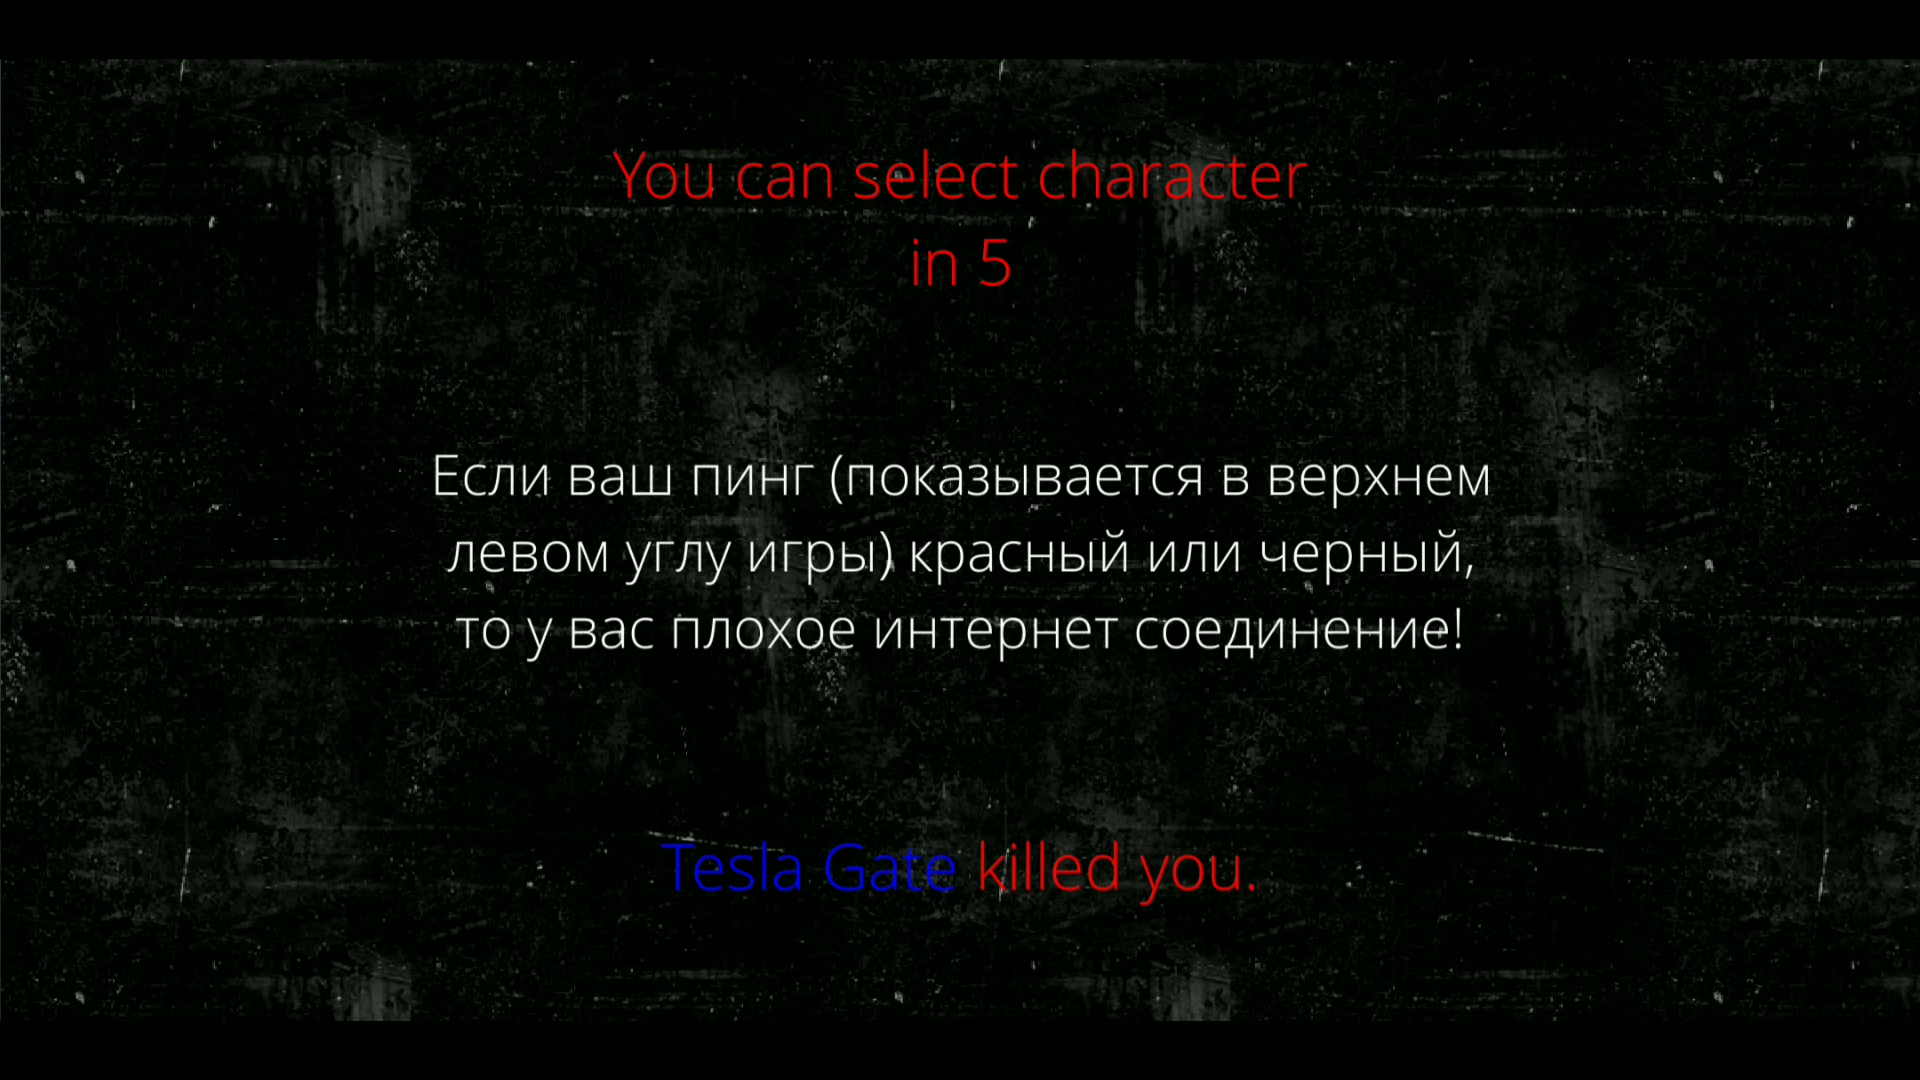 You can select character
in 5
Если ваш пинг (показывается в верхнем
левом углу игры) красный или черный,
то у вас плохое интернет соединение!
Tesla Gate killed you.